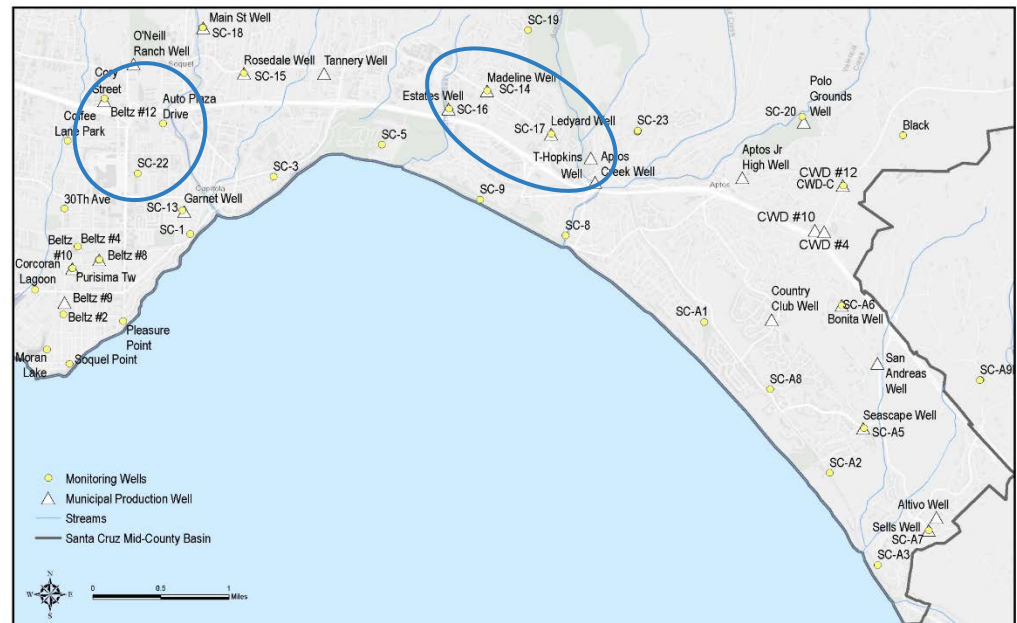 SC-19
Main St Well
SC-18
O'Neill
Ranch Well
Soquel
Rosedale Well
SC-15
Tannery Well
Cory
Street
Beltz #12
Auto Plaza
Drive
Coffee
Lane Park
Madeline Well
SC-14
Estates Well
SC-16
Ledyard Well
SC-17
SC-23
T-Hopkins
Well
Aptos
Creek Well
Polo
Grounds
Well
SC-20
Black
SC-5
SC-22
SC-3
Capitola
Aptos Jr
High Well
Aptos
CWD #12
CWD-C
30Th Ave
SC-13
Garnet Well
SC-1
SC-9
SC-8
CWD #10
CWD #4
Beltz
#10
Beltz #4
Beltz #8
Purisima Tw
Corcoran
Lagoon
Beltz #9
Beltz #2
Pleasure
Point
Moran
Lake
Soquel Point
Country
Club Well
SC-A6
Bonita Well
SC-A1
San
Andreas
Well
SC-A9
SC-A8
Seascape Well
SC-A5
SC-A2
Altivo Well
Sells Well
SC-A7
SC-A3
Monitoring Wells
Municipal Production Well
Streams
Santa Cruz Mid-County Basin
N
W
E
S
0
0.5
1
Miles